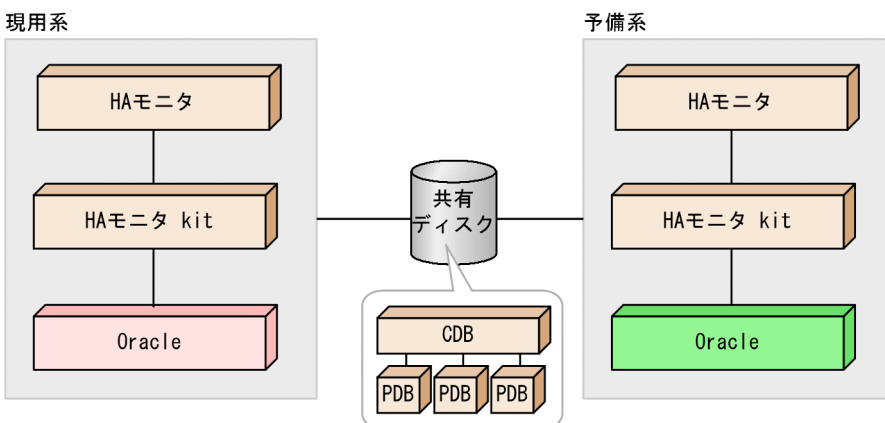 現用系
予備系
HAモニタ
HAモニタ
HAモニタ kit
共有
ディスク
HAモニタ kit
Oracle
CDB
PDB PDB PDB
Oracle